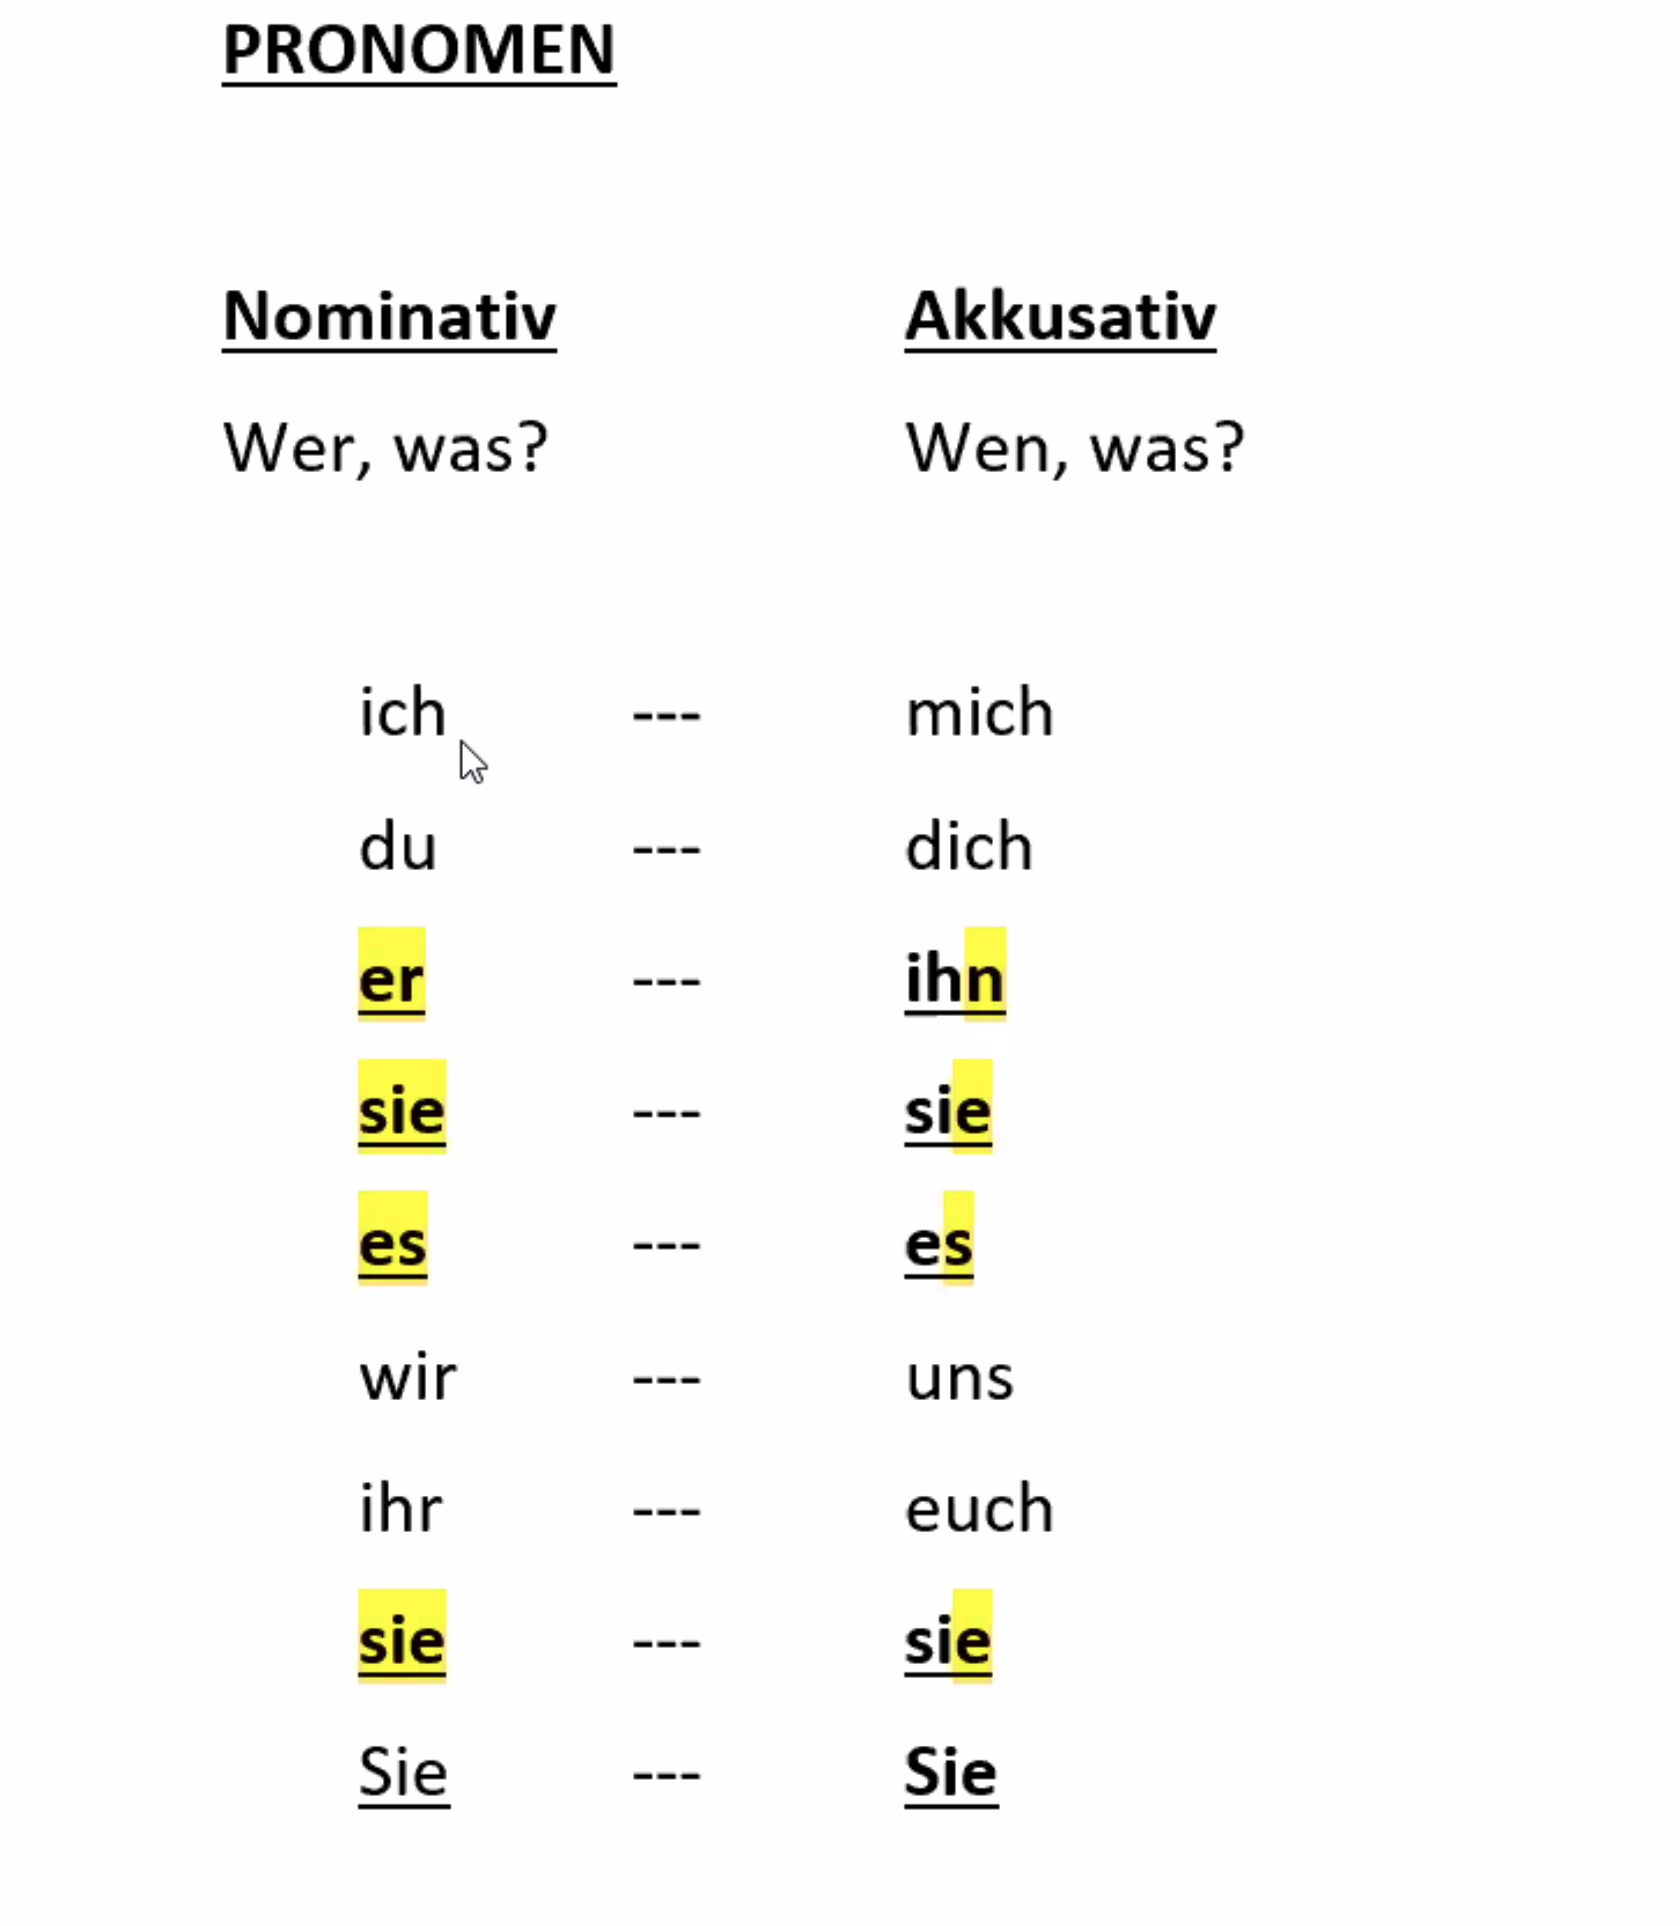 PRONOMEN
Nominativ Akkusativ
Wer, was? Wen, was?
ich --- mich
du --- dich
er --- ihn
sie --- sie
es --- es
wir --- uns
ihr --- euch
sie --- sie
Sie --- Sie